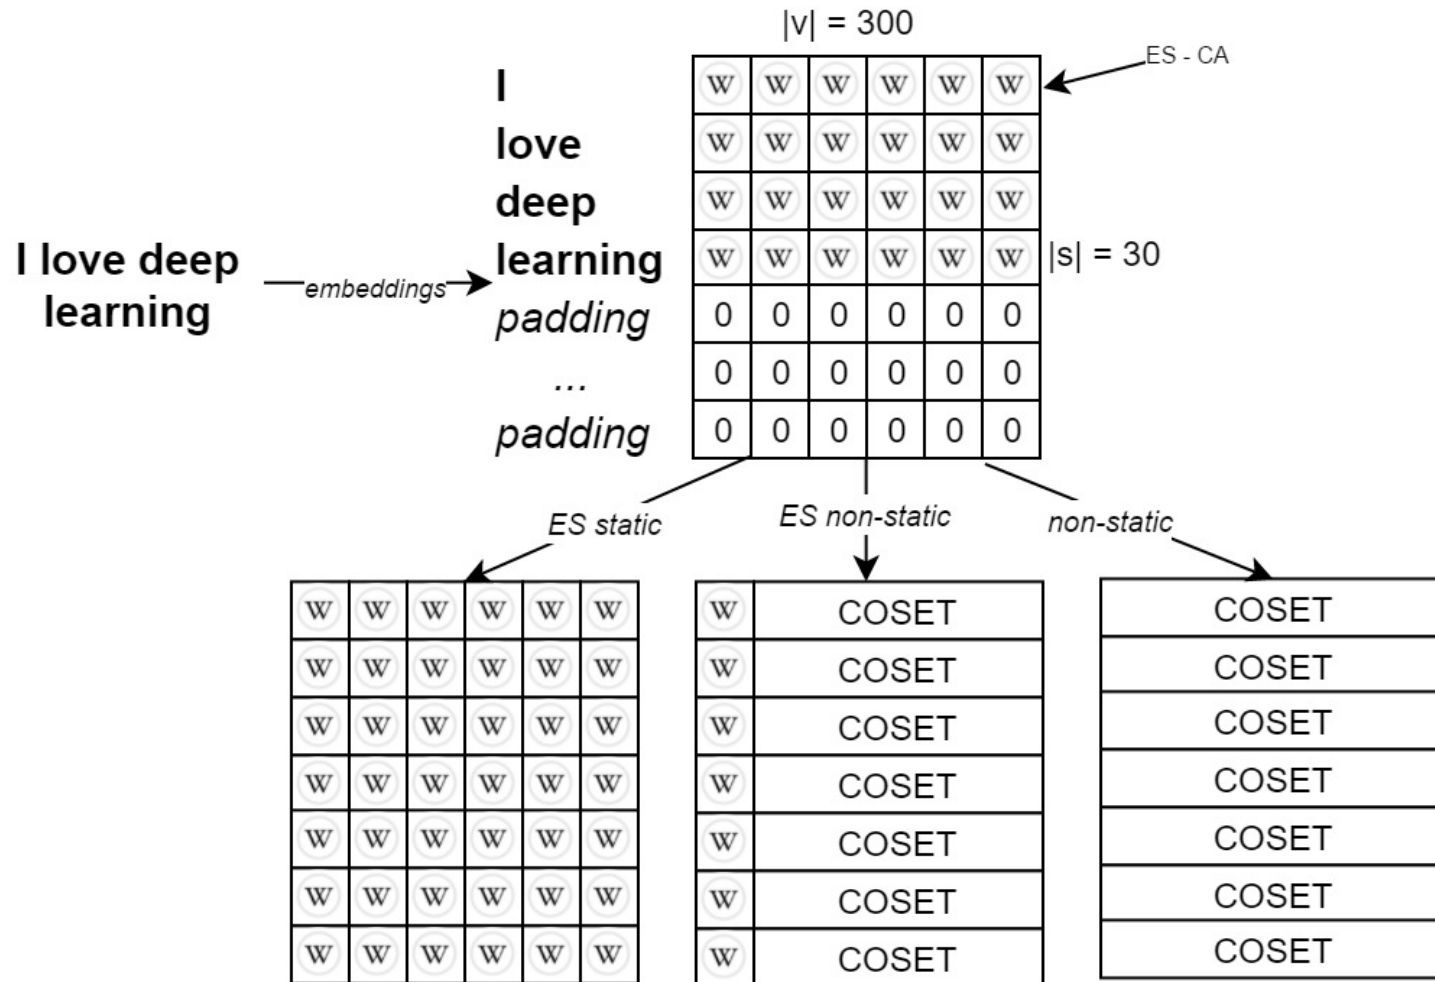 |v| = 300
ES - CA
I W W W W W W
love W W W W W W
deep W W W W W W
learning W W W W W W |s| = 30
I love deep
learning
embeddings
padding 0 0 0 0 0 0
... 0 0 0 0 0 0
padding 0 0 0 0 0 0
ES static
ES non-static
non-static
W W W W W W
W W W W W W
W W W W W W
W W W W W W
W W W W W W
W W W W W W
W W W W W W
W COSET
W COSET
W COSET
W COSET
W COSET
W COSET
W COSET
COSET
COSET
COSET
COSET
COSET
COSET
COSET